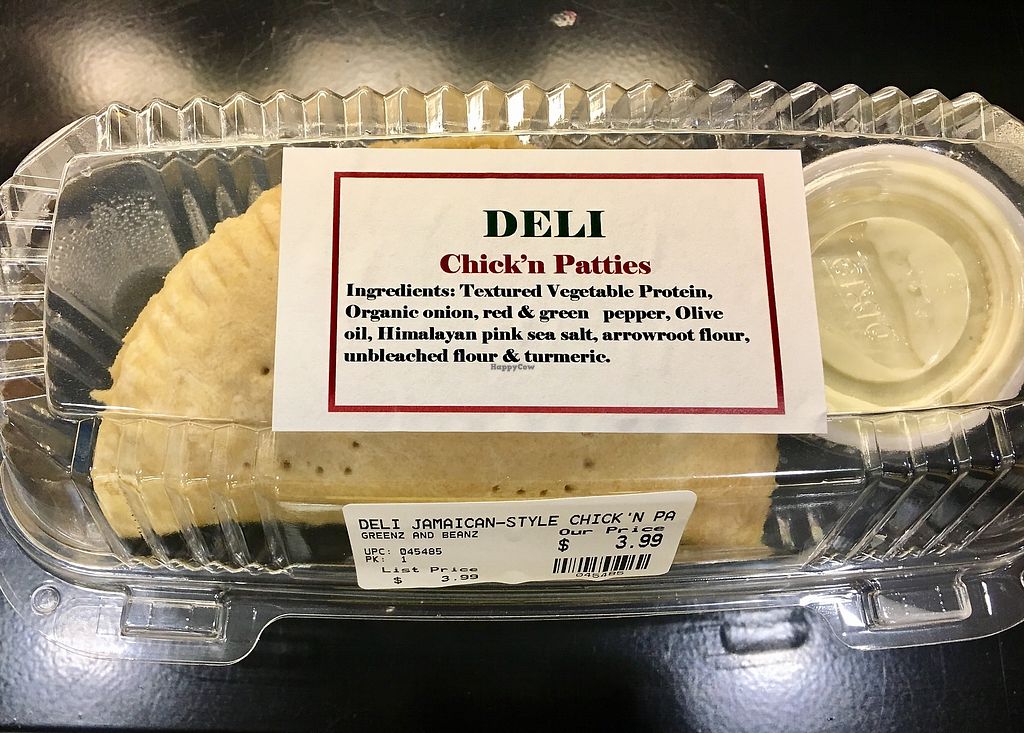 DELI
Chick'n Patties
Ingredients: Textured Vegetable Protein,
Organic onion, red & green pepper, Olive
oil, Himalayan pink sea salt, arrowroot flour,
unbleached flour & turmeric.
HappyCow
DELI JAMAICAN-STYLE CHICK'N PA
GREENZ AND BEANZ
Our Price
$ 3.99
UPC: 045485
PK: 1
List Price
$ 3.99
045485